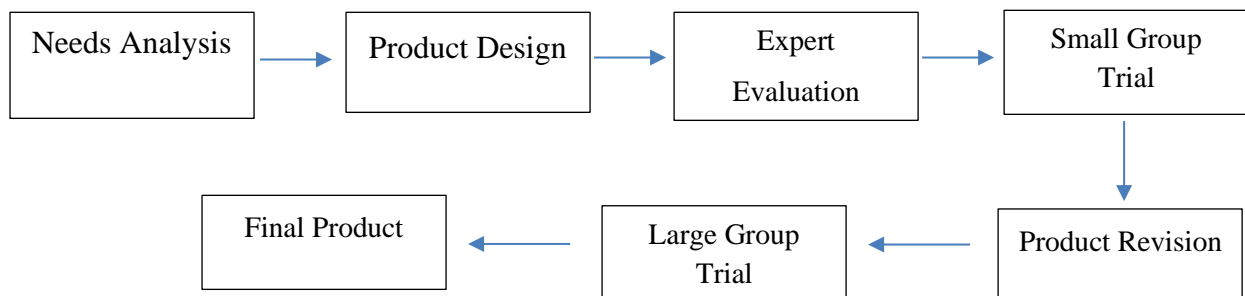 Needs Analysis
Product Design
Expert
Evaluation
Small Group
Trial
Product Revision
Large Group
Trial
Final Product